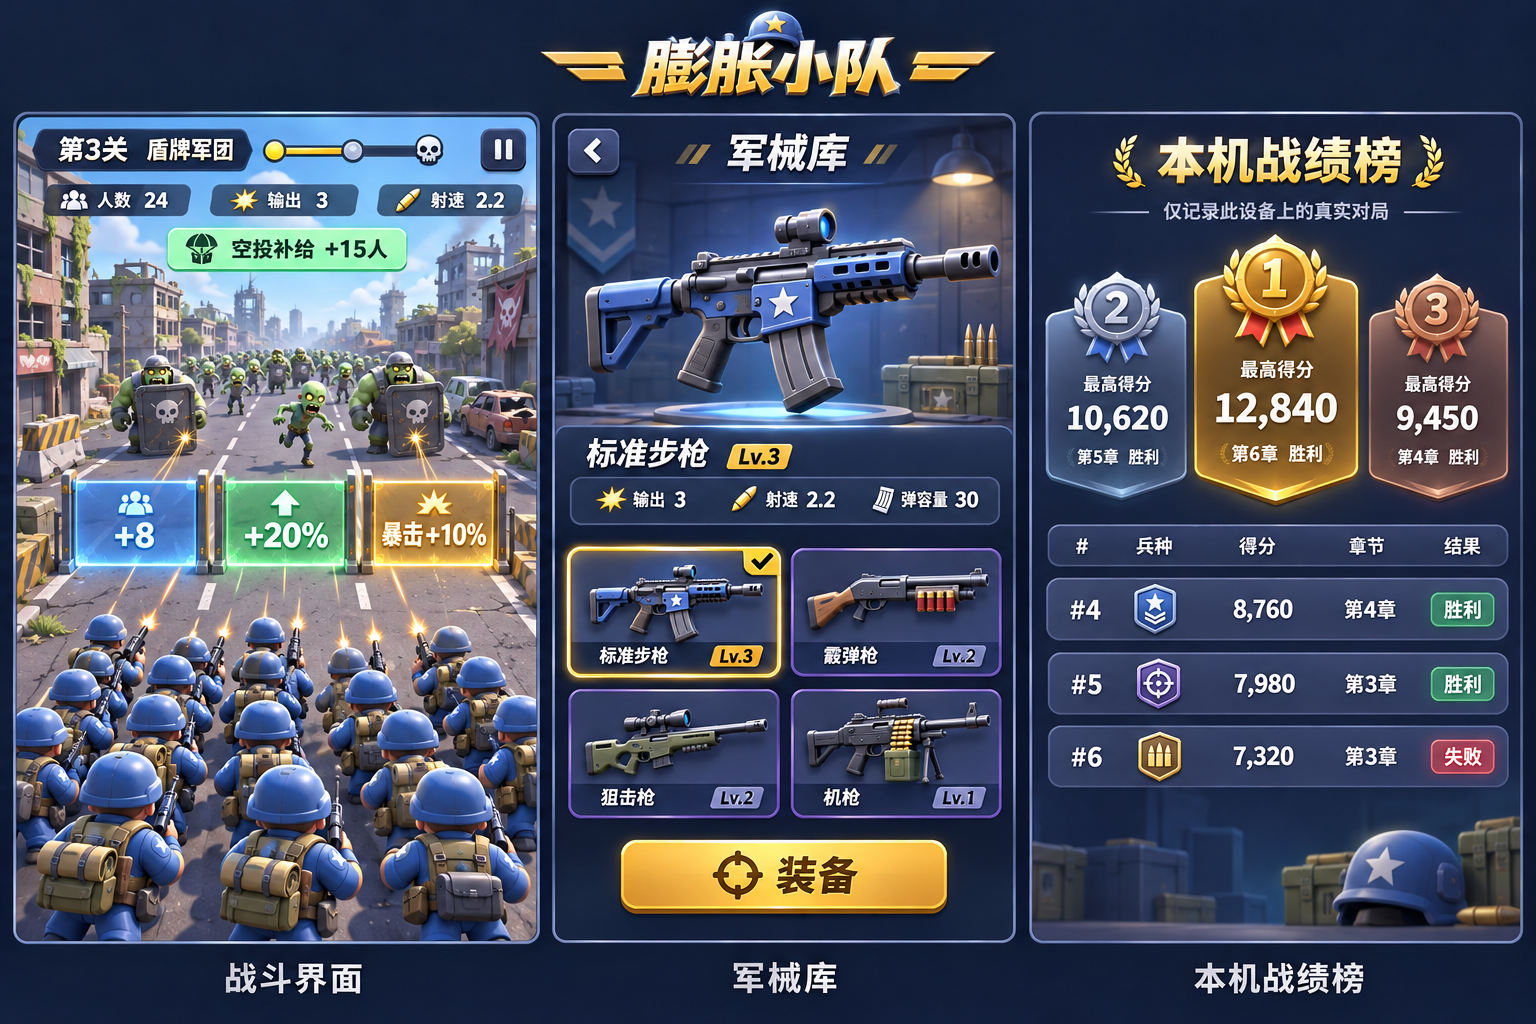 膨胀小队
第3关 盾牌军团
人数 24 输出 3 射速 2.2
空投补给 +15人
+8
+20%
暴击+10%
战斗界面
军械库
标准步枪 Lv.3
输出 3 射速 2.2 弹容量 30
标准步枪 Lv.3
霰弹枪 Lv.2
狙击枪 Lv.2
机枪 Lv.1
装备
军械库
本机战绩榜
仅记录此设备上的真实对局
2
最高得分
10,620
第5章 胜利
1
最高得分
12,840
第6章 胜利
3
最高得分
9,450
第4章 胜利
# 兵种 得分 章节 结果
#4 8,760 第4章 胜利
#5 7,980 第3章 胜利
#6 7,320 第3章 失败
本机战绩榜